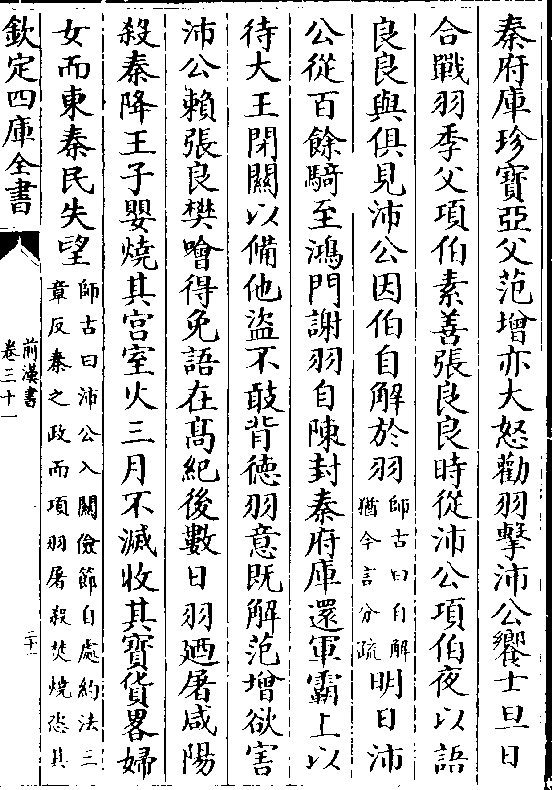 秦府庫珍寶亞父范增亦大怒勸羽擊沛公饗士旦日
合戰羽季父項伯素善張良良時從沛公項伯夜以語
良良與俱見沛公因伯自解於羽師古曰自解猶今言分疏明日沛
公從百餘騎至鴻門謝羽自陳封秦府庫還軍霸上以
待大王閉關以備他盜不敢背徳羽意既解范增欲害
沛公賴張良樊噲得免語在髙紀後數日羽廼屠咸陽
殺秦降王子嬰燒其宫室火三月不滅收其寳貨畧婦
女而東秦民失望師古曰沛公入關儉節自處約法三章反秦之政而項羽屠殺焚燒恣其
欽定四庫全書
前漢書
卷三十一
二十